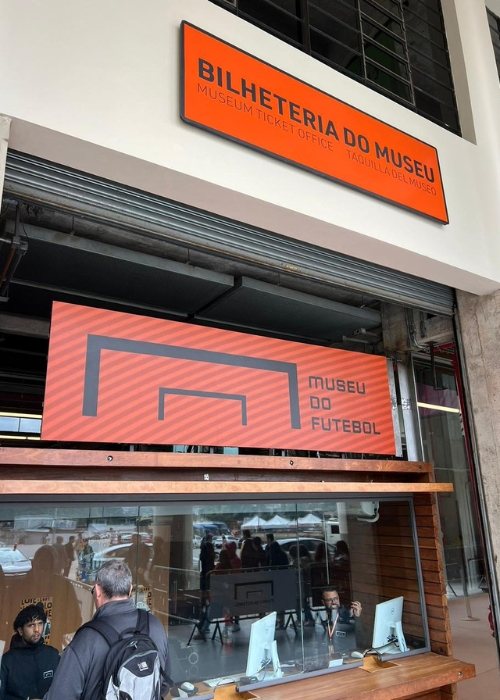 BILHETERIA DO MUSEU
MUSEUM TICKET OFFICE TAQUILLA DEL MUSEO
MUSEU
DO
FUTEBOL